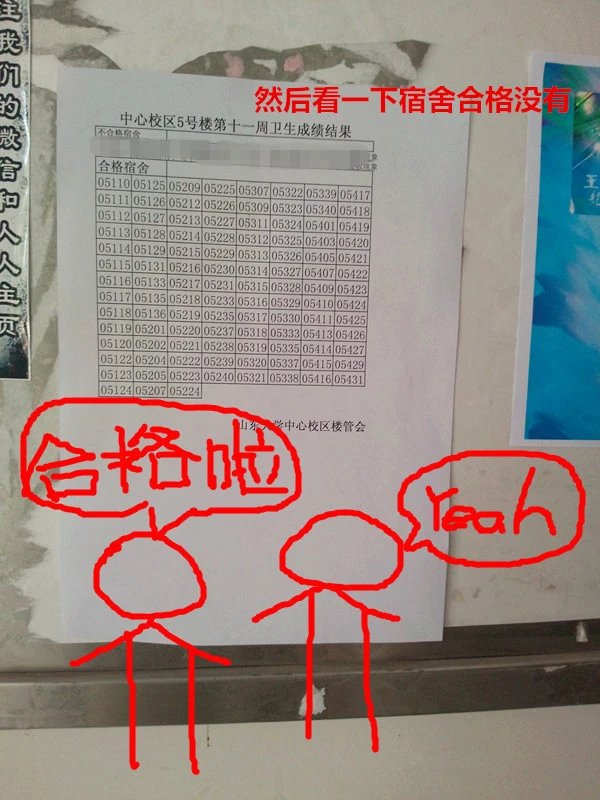 注我们的微信和人人主页
然后看一下宿舍合格没有
中心校区5号楼第十一周卫生成绩结果
不合格宿舍
合格宿舍
05110 05125 05209 05225 05307 05322 05339 05417
05111 05126 05212 05226 05309 05323 05340 05418
05112 05127 05213 05227 05311 05324 05401 05419
05113 05128 05214 05228 05312 05325 05403 05420
05114 05129 05215 05229 05313 05326 05405 05421
05115 05131 05216 05230 05314 05327 05407 05422
05116 05133 05217 05231 05315 05328 05409 05423
05117 05135 05218 05233 05316 05329 05410 05424
05118 05136 05219 05235 05317 05330 05411 05425
05119 05201 05220 05237 05318 05333 05413 05426
05120 05202 05221 05238 05319 05335 05414 05427
05122 05204 05222 05239 05320 05337 05415 05429
05123 05205 05223 05240 05321 05338 05416 05431
05124 05207 05224
山东大学中心校区楼管会
合格啦
Yeah
王